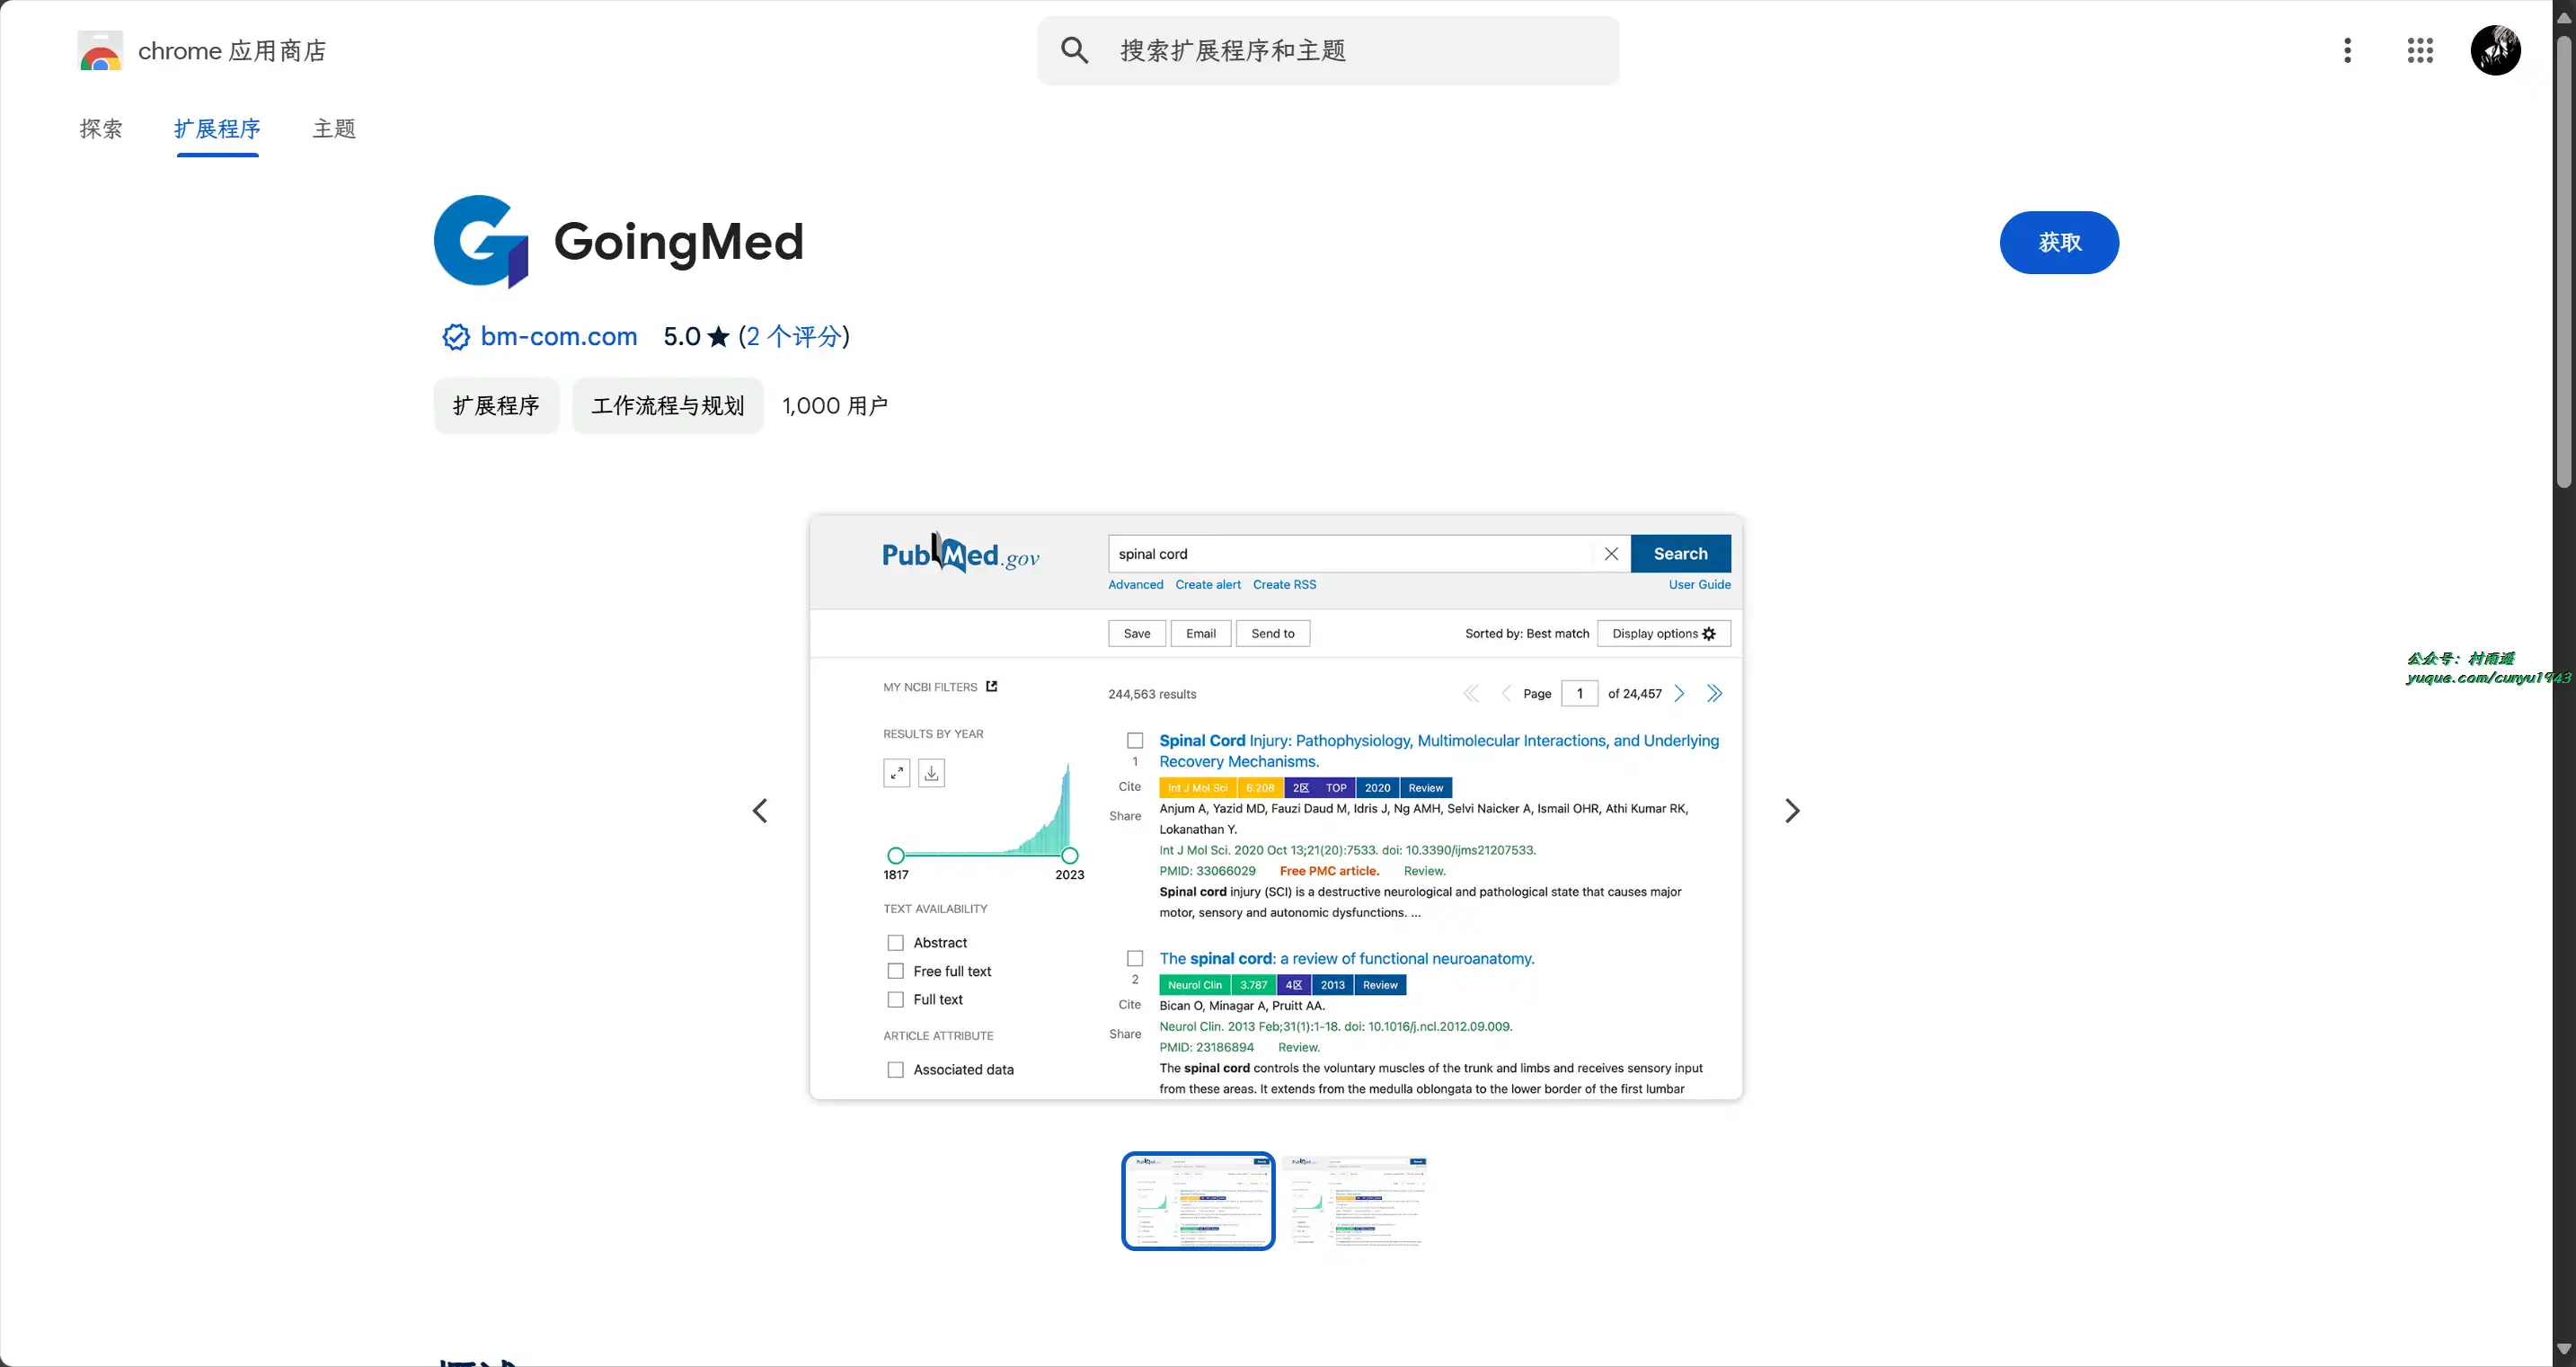 chrome 应用商店
搜索扩展程序和主题
探索
扩展程序
主题
GoingMed
获取
bm-com.com 5.0 ★ (2 个评分)
扩展程序
工作流程与规划
1,000 用户
PubMed.gov
spinal cord
Search
Advanced Create alert Create RSS
User Guide
Save
Email
Send to
Sorted by: Best match
Display options
MY NCBI FILTERS
244,563 results
Page 1 of 24,457
RESULTS BY YEAR
1817
2023
TEXT AVAILABILITY
Abstract
Free full text
Full text
ARTICLE ATTRIBUTE
Associated data
1
Cite
Share
Spinal Cord Injury: Pathophysiology, Multimolecular Interactions, and Underlying
Recovery Mechanisms.
Int J Mol Sci 6.208 2区 TOP 2020 Review
Anjum A, Yazid MD, Fauzi Daud M, Idris J, Ng AMH, Selvi Naicker A, Ismail OHR, Athi Kumar RK,
Lokanathan Y.
Int J Mol Sci. 2020 Oct 13;21(20):7533. doi: 10.3390/ijms21207533.
PMID: 33066029 Free PMC article. Review.
Spinal cord injury (SCI) is a destructive neurological and pathological state that causes major
motor, sensory and autonomic dysfunctions. ...
2
Cite
Share
The spinal cord: a review of functional neuroanatomy.
Neurol Clin 3.787 4区 2013 Review
Bican O, Minagar A, Pruitt AA.
Neurol Clin. 2013 Feb;31(1):1-18. doi: 10.1016/j.ncl.2012.09.009.
PMID: 23186894 Review.
The spinal cord controls the voluntary muscles of the trunk and limbs and receives sensory input
from these areas. It extends from the medulla oblongata to the lower border of the first lumbar
公众号：村雨遥
yuque.com/cunyu1943